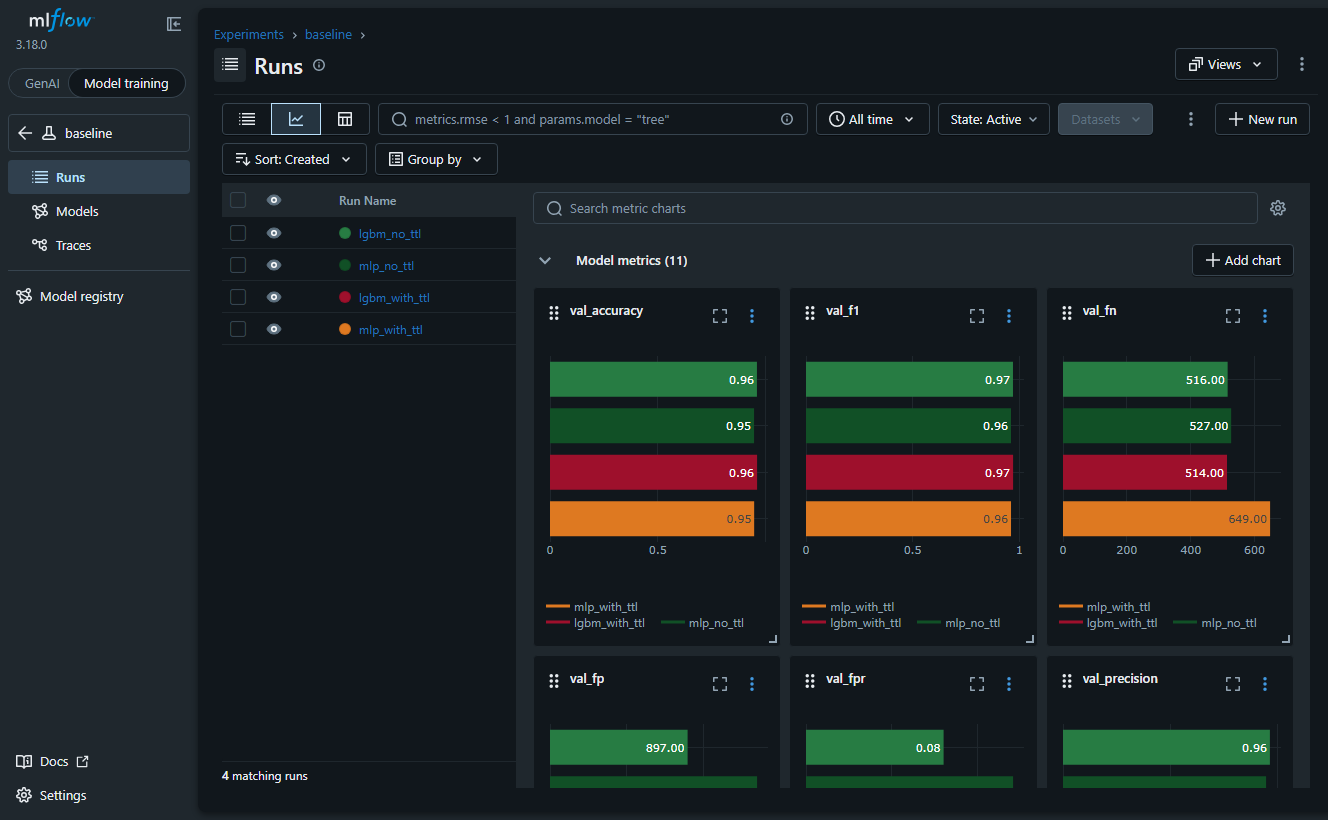 mlflow
3.18.0
GenAI Model training
baseline
Runs
Models
Traces
Model registry
Docs
Settings
Experiments > baseline >
Runs
Views
metrics.rmse < 1 and params.model = "tree"
All time
State: Active
Datasets
New run
Sort: Created
Group by
Run Name
lgbm_no_ttl
mlp_no_ttl
lgbm_with_ttl
mlp_with_ttl
4 matching runs
Search metric charts
Model metrics (11)
Add chart
val_accuracy
0.96
0.95
0.96
0.95
0 0.5
mlp_with_ttl
lgbm_with_ttl mlp_no_ttl
val_f1
0.97
0.96
0.97
0.96
0 0.5 1
mlp_with_ttl
lgbm_with_ttl mlp_no_ttl
val_fn
516.00
527.00
514.00
649.00
0 200 400 600
mlp_with_ttl
lgbm_with_ttl mlp_no_ttl
val_fp
897.00
val_fpr
0.08
val_precision
0.96